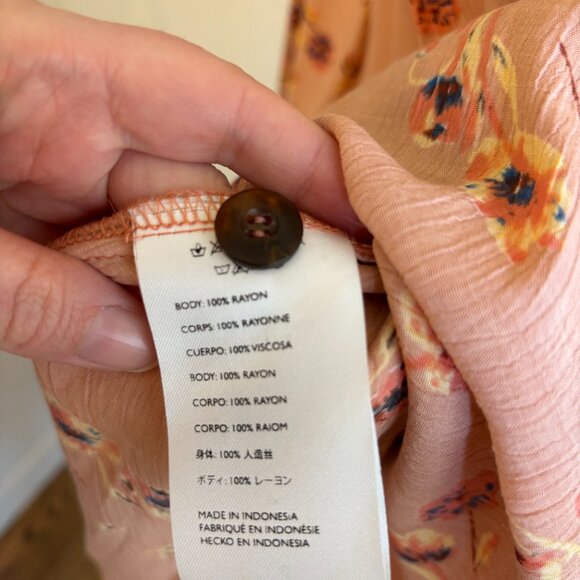 BODY: 100% RAYON
CORPS: 100% RAYONNE
CUERPO: 100% VISCOSA
BODY: 100% RAYON
CORPO: 100% RAYON
CORPO: 100% RAIOM
身体: 100% 人造丝
ボディ: 100% レーヨン
MADE IN INDONESIA
FABRIQUÉ EN INDONÉSIE
HECKO EN INDONESIA